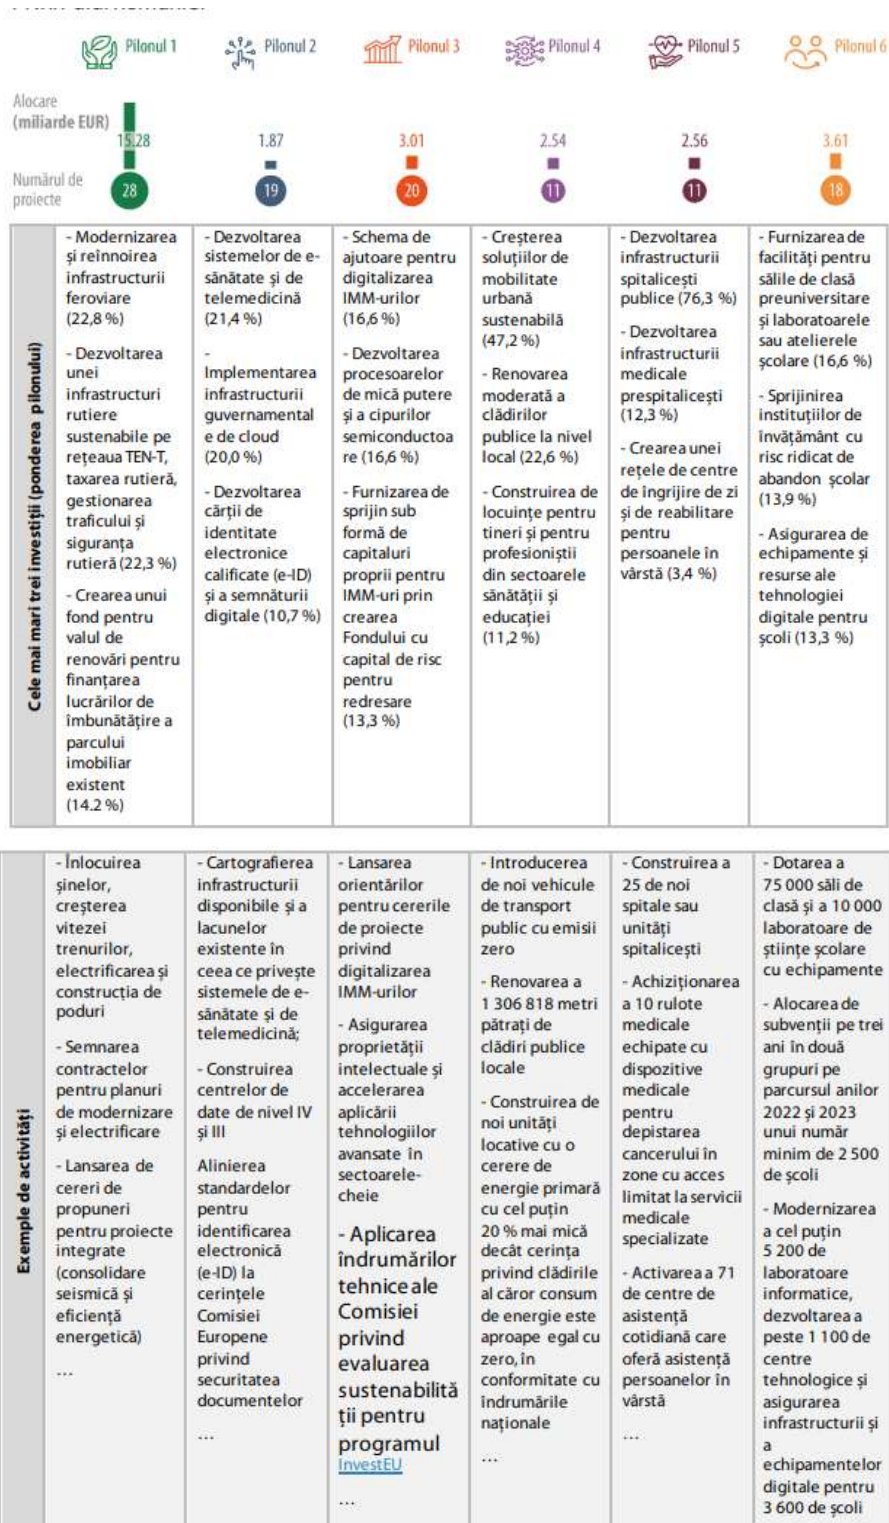 Pilonul 1
Pilonul 2
Pilonul 3
Pilonul 4
Pilonul 5
Pilonul 6
Alocare
(miliarde EUR)
15.28
1.87
3.01
2.54
2.56
3.61
Numărul de
proiecte
28
19
20
11
11
18
Cele mai mari trei investiții (ponderea pilonului)
- Modernizarea
și reînnoirea
infrastructurii
feroviare
(22,8 %)
- Dezvoltarea
unei
infrastructuri
rutiere
sustenabile pe
rețeaua TEN-T,
taxarea rutieră,
gestionarea
traficului și
siguranța
rutieră (22,3 %)
- Crearea unui
fond pentru
valul de
renovări pentru
finanțarea
lucrărilor de
îmbunătățire a
parcului
imobiliar
existent
(14.2 %)
- Dezvoltarea
sistemelor de e-
sănătate și de
telemedicină
(21,4 %)
-
Implementarea
infrastructurii
guvernamental
e de cloud
(20,0 %)
- Dezvoltarea
cărții de
identitate
electronice
calificate (e-ID)
și a semnăturii
digitale (10,7 %)
- Schema de
ajutoare pentru
digitalizarea
IMM-urilor
(16,6 %)
- Dezvoltarea
procesoarelor
de mică putere
și a cipurilor
semiconductoa
re (16,6 %)
- Furnizarea de
sprijin sub
formă de
capitaluri
proprii pentru
IMM-uri prin
crearea
Fondului cu
capital de risc
pentru
redresare
(13,3 %)
- Creșterea
soluțiilor de
mobilitate
urbană
sustenabilă
(47,2 %)
- Renovarea
moderată a
clădirilor
publice la nivel
local (22,6 %)
- Construirea de
locuințe pentru
tineri și pentru
profesioniștii
din sectoarele
sănătății și
educației
(11,2 %)
- Dezvoltarea
infrastructurii
spitalicești
publice (76,3 %)
- Dezvoltarea
infrastructurii
medicale
prespitalicești
(12,3 %)
- Crearea unei
rețele de centre
de îngrijire de zi
și de reabilitare
pentru
persoanele în
vârstă (3,4 %)
- Furnizarea de
facilități pentru
sălile de clasă
preuniversitare
și laboratoarele
sau atelierele
școlare (16,6 %)
- Sprijinirea
instituțiilor de
învățământ cu
risc ridicat de
abandon școlar
(13,9 %)
- Asigurarea de
echipamente și
resurse ale
tehnologiei
digitale pentru
școli (13,3 %)
Exemple de activități
- Înlocuirea
șinelor,
creșterea
vitezei
trenurilor,
electrificarea și
construcția de
poduri
- Semnarea
contractelor
pentru planuri
de modernizare
și electrificare
- Lansarea de
cereri de
propuneri
pentru proiecte
integrate
(consolidare
seismică și
eficiență
energetică)
…
- Cartografierea
infrastructurii
disponibile și a
lacunelor
existente în
ceea ce privește
sistemele de e-
sănătate și de
telemedicină;
- Construirea
centrelor de
date de nivel IV
și III
Alinierea
standardelor
pentru
identificarea
electronică
(e-ID) la
cerințele
Comisiei
Europene
privind
securitatea
documentelor
…
- Lansarea
orientărilor
pentru cererile
de proiecte
privind
digitalizarea
IMM-urilor
- Asigurarea
proprietății
intelectuale și
accelerarea
aplicării
tehnologiilor
avansate în
sectoarele-
cheie
- Aplicarea
îndrumărilor
tehnice ale
Comisiei
privind
evaluarea
sustenabilită
ții pentru
programul
InvestEU
…
- Introducerea
de noi vehicule
de transport
public cu emisii
zero
- Renovarea a
1 306 818 metri
pătrați de
clădiri publice
locale
- Construirea de
noi unități
locative cu o
cerere de
energie primară
cu cel puțin
20 % mai mică
decât cerința
privind clădirile
al căror consum
de energie este
aproape egal cu
zero, în
conformitate cu
îndrumările
naționale
…
- Construirea a
25 de noi
spitale sau
unități
spitalicești
- Achiziționarea
a 10 rulote
medicale
echipate cu
dispozitive
medicale
pentru
depistarea
cancerului în
zone cu acces
limitat la servicii
medicale
specializate
- Activarea a 71
de centre de
asistență
cotidiană care
oferă asistență
persoanelor în
vârstă
…
- Dotarea a
75 000 săli de
clasă și a 10 000
laboratoare de
științe școlare
cu echipamente
- Alocarea de
subvenții pe trei
ani în două
grupuri pe
parcursul anilor
2022 și 2023
unui număr
minim de 2 500
de școli
- Modernizarea
a cel puțin
5 200 de
laboratoare
informatice,
dezvoltarea a
peste 1 100 de
centre
tehnologice și
asigurarea
infrastructurii și
a
echipamentelor
digitale pentru
3 600 de școli